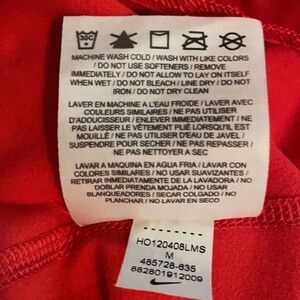 30C
MACHINE WASH COLD / WASH WITH LIKE COLORS
/ DO NOT USE SOFTENERS / REMOVE
IMMEDIATELY / DO NOT ALLOW TO LAY ON ITSELF
WHEN WET / DO NOT BLEACH / LINE DRY / DO NOT
IRON / DO NOT DRY CLEAN
LAVER EN MACHINE A L'EAU FROIDE / LAVER AVEC
COULEURS SIMILAIRES / NE PAS UTILISER
D'ADOUCISSEUR / ENLEVER IMMEDIATEMENT / NE
PAS LAISSER LE VÊTEMENT PLIÉ LORSQU'IL EST
MOUILLÉ / NE PAS UTILISER D'EAU DE JAVEL /
SUSPENDRE POUR SECHER / NE PAS REPASSER /
NE PAS NETTOYER A SEC
LAVAR A MAQUINA EN AGUA FRIA / LAVAR CON
COLORES SIMILARES / NO USAR SUAVIZANTES /
RETIRAR INMEDIATAMENTE DE LA LAVADORA / NO
DOBLAR PRENDA MOJADA / NO USAR
BLANQUEADORES / SECAR COLGADO / NO
PLANCHAR / NO LAVAR EN SECO
HO120408LMS
M
485728-635
882801912009